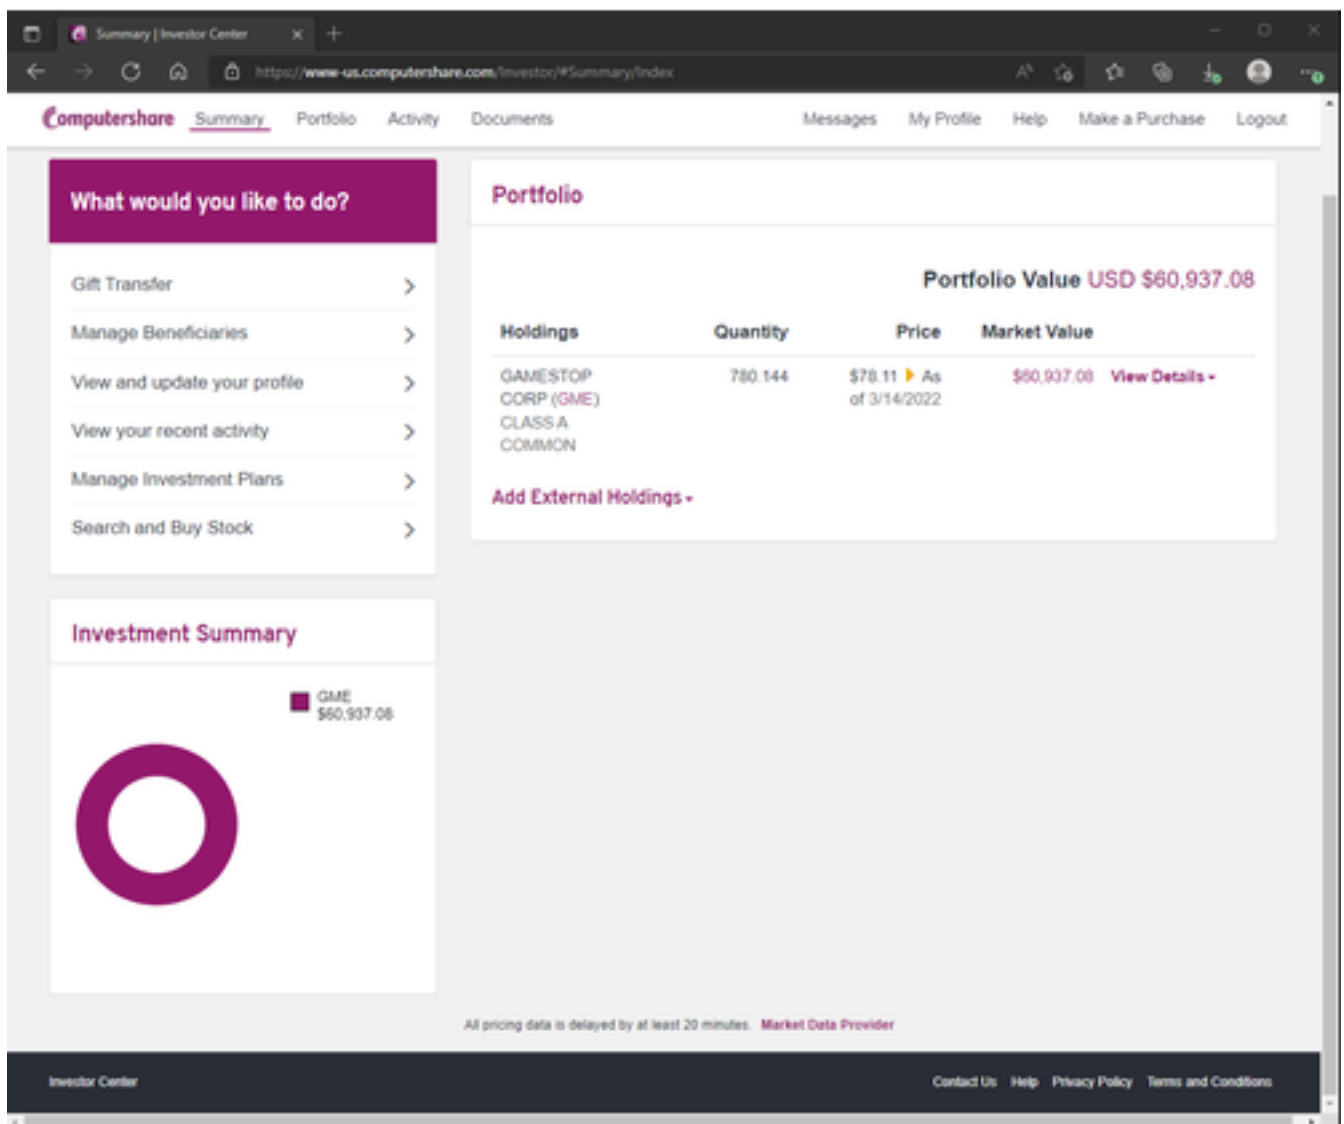 Summary | Investor Center
https://www-us.computershare.com/Investor/#Summary/Index
Computershare Summary Portfolio Activity Documents Messages My Profile Help Make a Purchase Logout
What would you like to do?
Gift Transfer
Manage Beneficiaries
View and update your profile
View your recent activity
Manage Investment Plans
Search and Buy Stock
Portfolio
Portfolio Value USD $60,937.08
Holdings Quantity Price Market Value
GAMESTOP 780.144 $78.11 As $60,937.08 View Details
CORP (GME) of 3/14/2022
CLASS A
COMMON
Add External Holdings
Investment Summary
GME
$60,937.08
All pricing data is delayed by at least 20 minutes. Market Data Provider
Investor Center Contact Us Help Privacy Policy Terms and Conditions